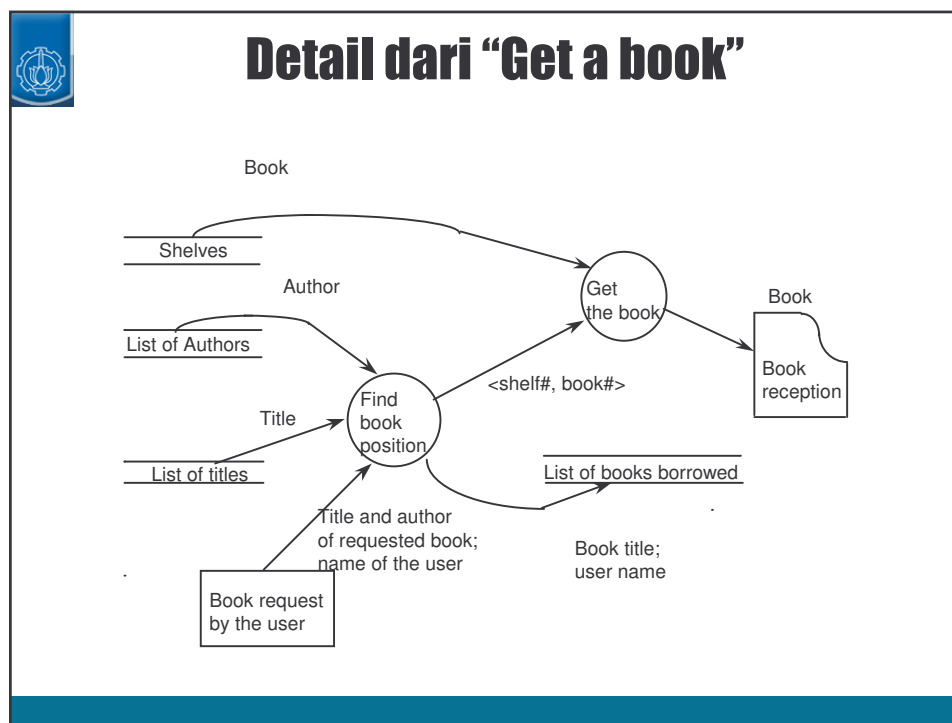 Detail dari “Get a book”
Book
Shelves
Author
Get
the book
Book
List of Authors
Book
reception
<shelf#, book#>
Find
book
position
Title
List of titles
List of books borrowed
Title and author
of requested book;
name of the user
Book title;
user name
Book request
by the user